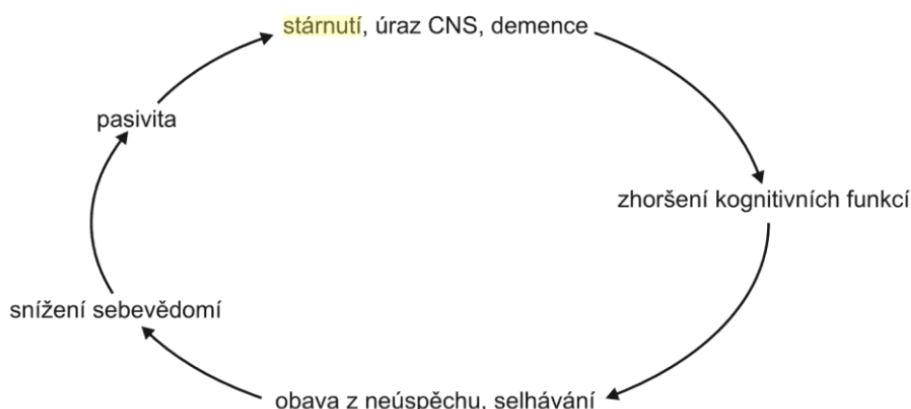 stárnutí, úraz CNS, demence
pasivita
zhoršení kognitivních funkcí
snížení sebevědomí
obava z neúspěchu, selhávání